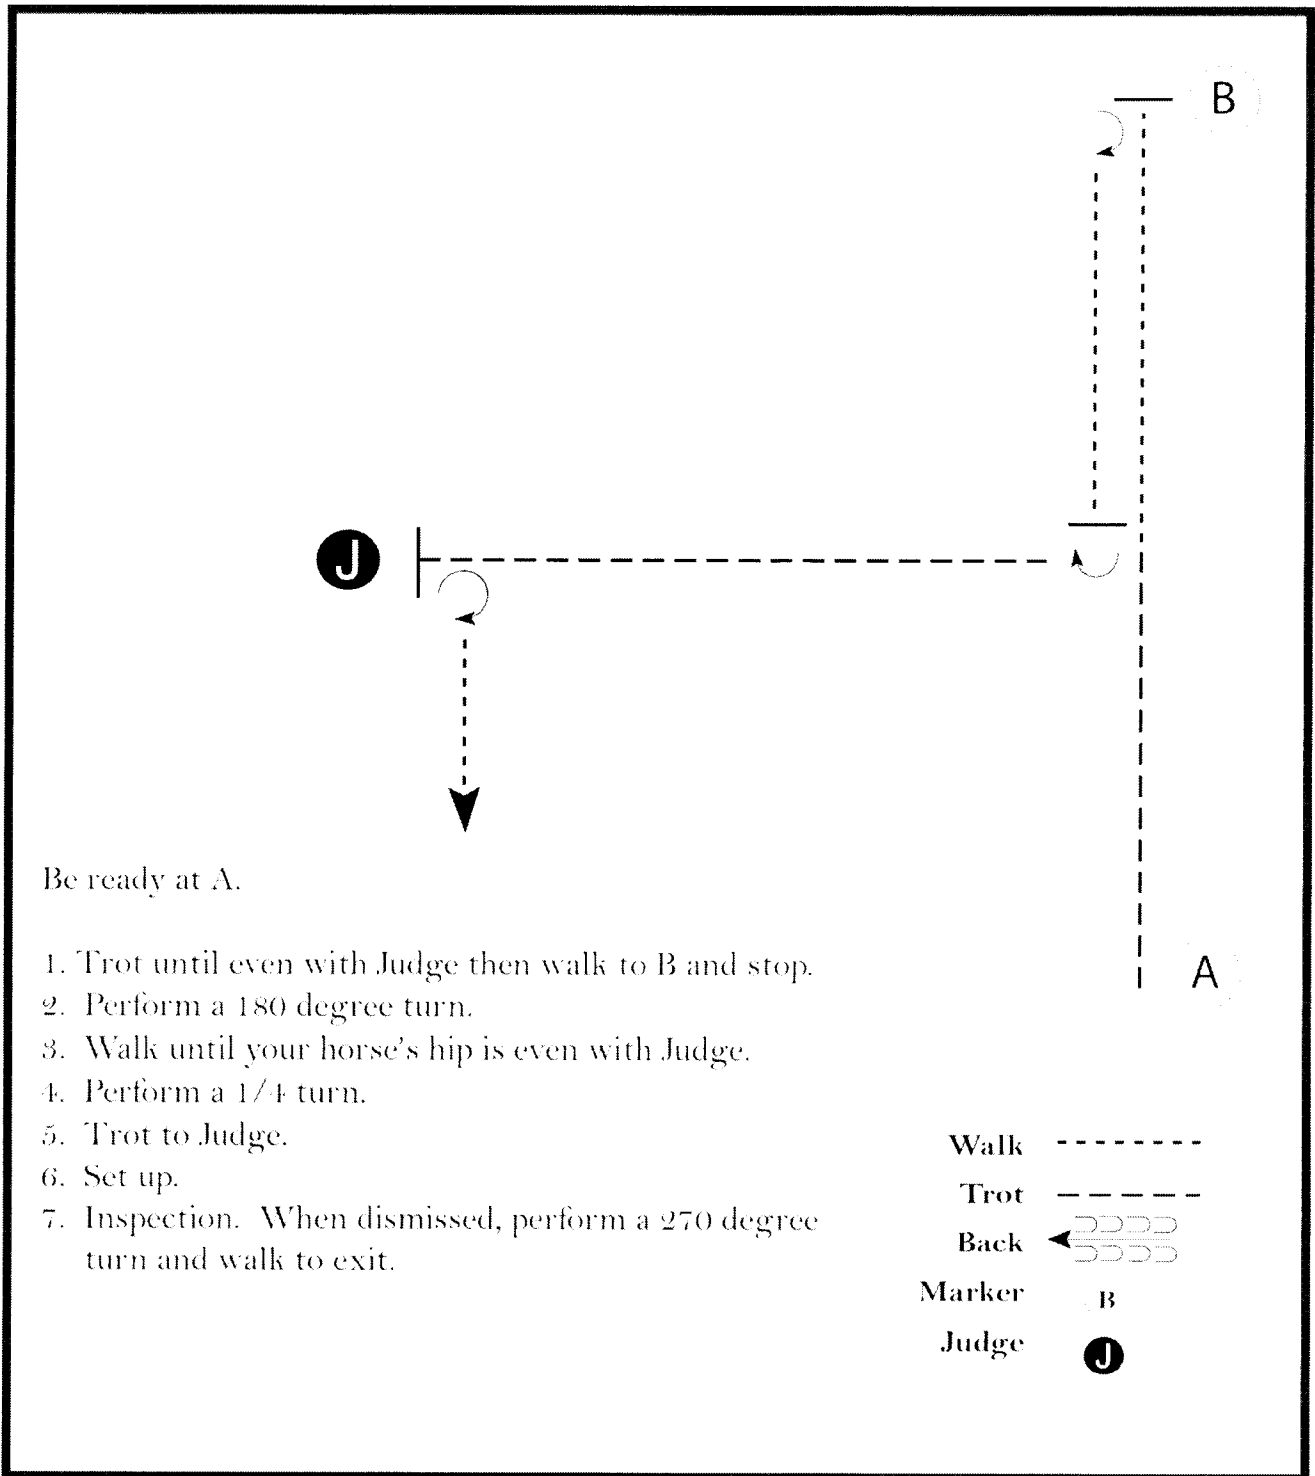 B
J
A
Be ready at A.
1. Trot until even with Judge then walk to B and stop.
2. Perform a 180 degree turn.
3. Walk until your horse's hip is even with Judge.
4. Perform a 1/4 turn.
5. Trot to Judge.
6. Set up.
7. Inspection. When dismissed, perform a 270 degree
turn and walk to exit.
Walk
Trot
Back
Marker B
Judge J